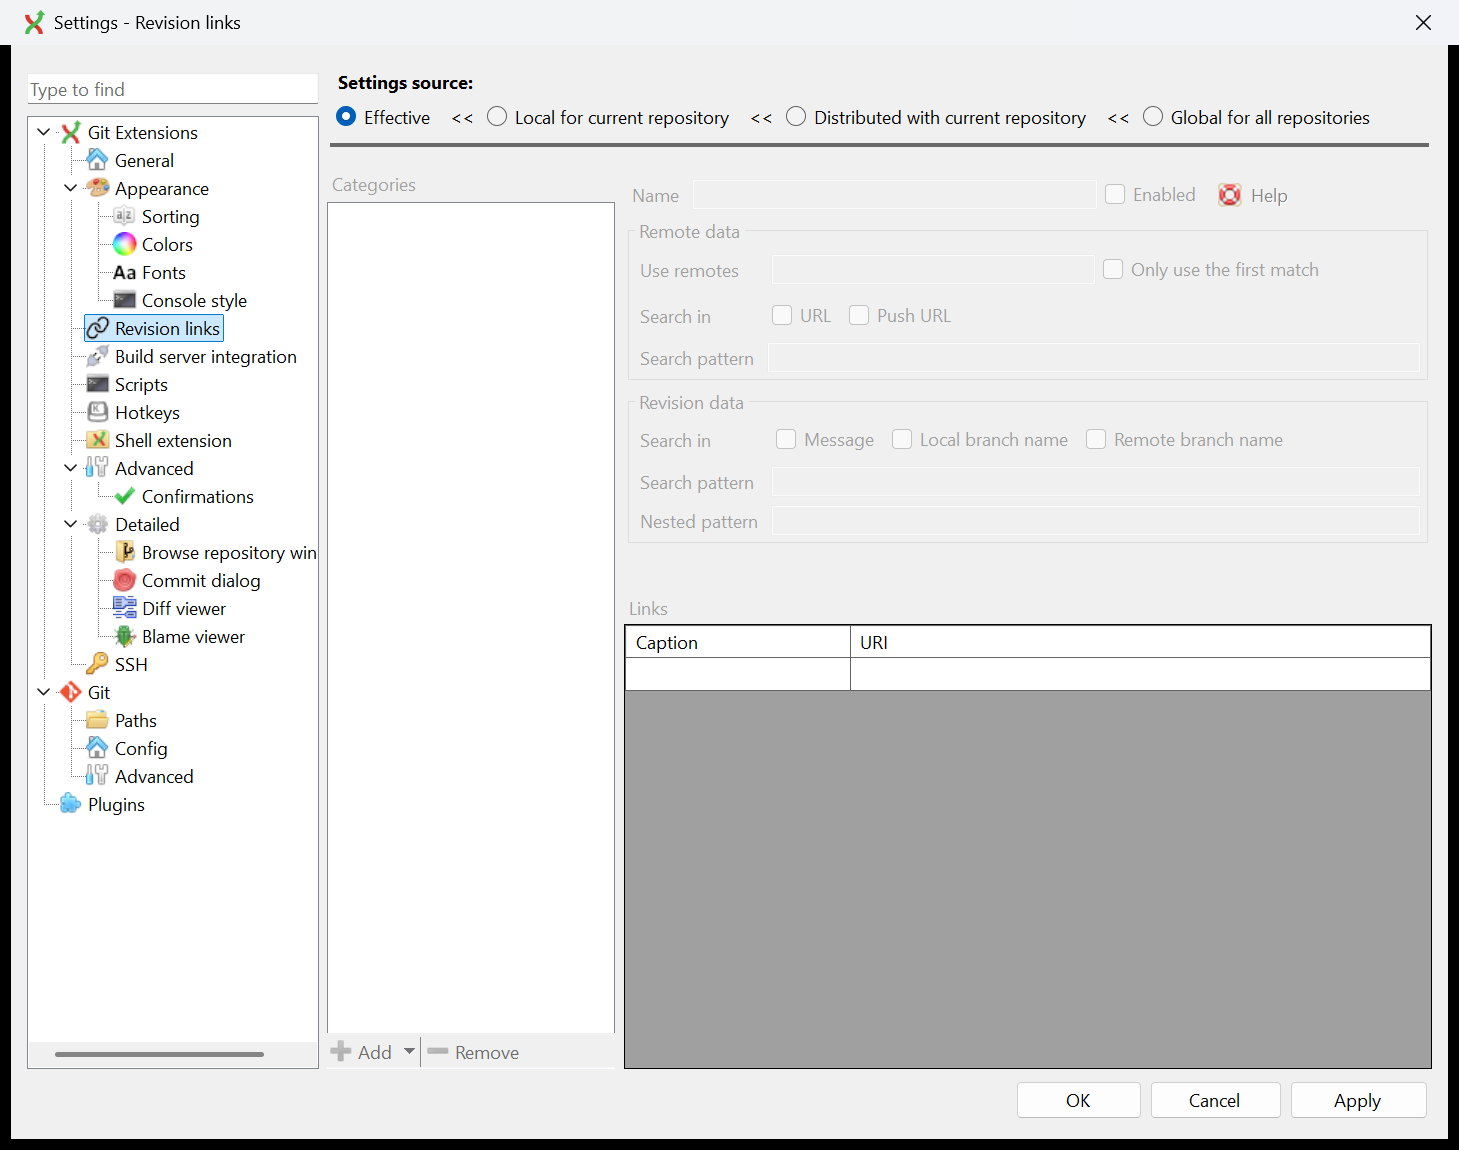 Settings - Revision links
Type to find
Git Extensions
General
Appearance
Sorting
Colors
Aa Fonts
Console style
Revision links
Build server integration
Scripts
Hotkeys
Shell extension
Advanced
Confirmations
Detailed
Browse repository win
Commit dialog
Diff viewer
Blame viewer
SSH
Git
Paths
Config
Advanced
Plugins
Settings source:
Effective << Local for current repository << Distributed with current repository << Global for all repositories
Categories
Add
Remove
Name
Enabled
Help
Remote data
Use remotes
Only use the first match
Search in
URL
Push URL
Search pattern
Revision data
Search in
Message
Local branch name
Remote branch name
Search pattern
Nested pattern
Links
Caption
URI
OK
Cancel
Apply